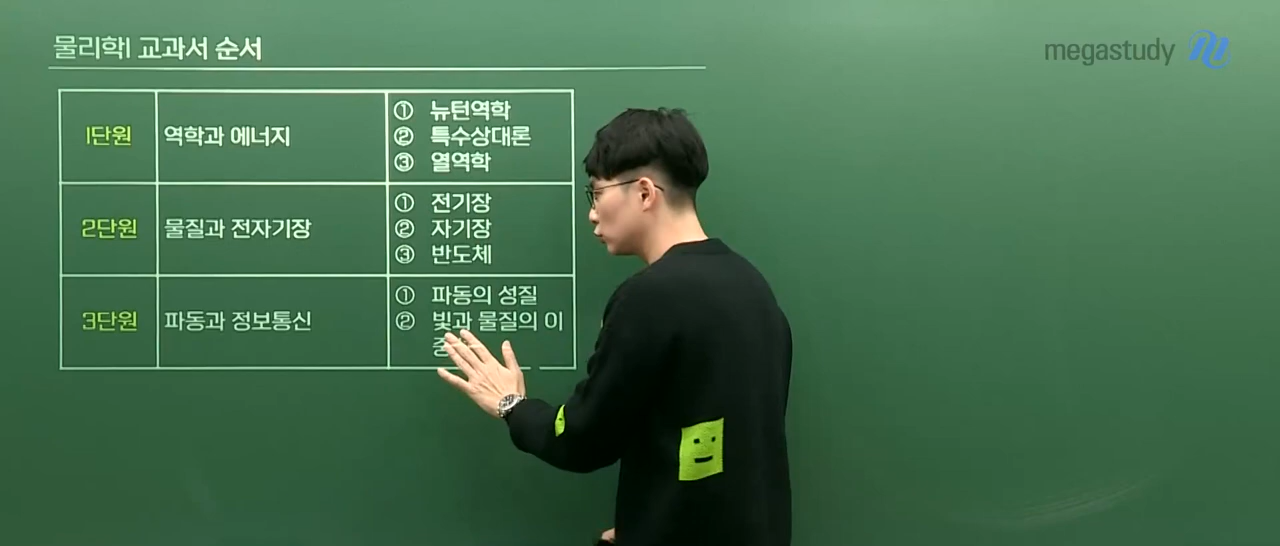 물리학Ⅰ 교과서 순서
megastudy
1단원 역학과 에너지
① 뉴턴역학
② 특수상대론
③ 열역학
2단원 물질과 전자기장
① 전기장
② 자기장
③ 반도체
3단원 파동과 정보통신
① 파동의 성질
② 빛과 물질의 이